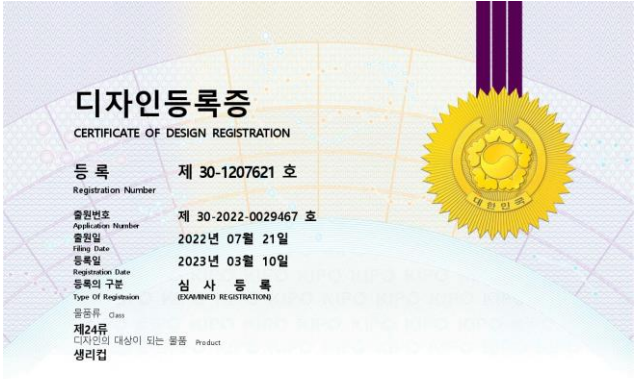 디자인등록증
CERTIFICATE OF DESIGN REGISTRATION
등 록 제 30-1207621 호
Registration Number
출원번호 제 30-2022-0029467 호
Application Number
출원일 2022년 07월 21일
Filing Date
등록일 2023년 03월 10일
Registration Date
등록의 구분 심 사 등 록
Type Of Registraion (EXAMINED REGISTRATION)
물품류 Class
제24류
디자인의 대상이 되는 물품 Product
생리컵
대한민국